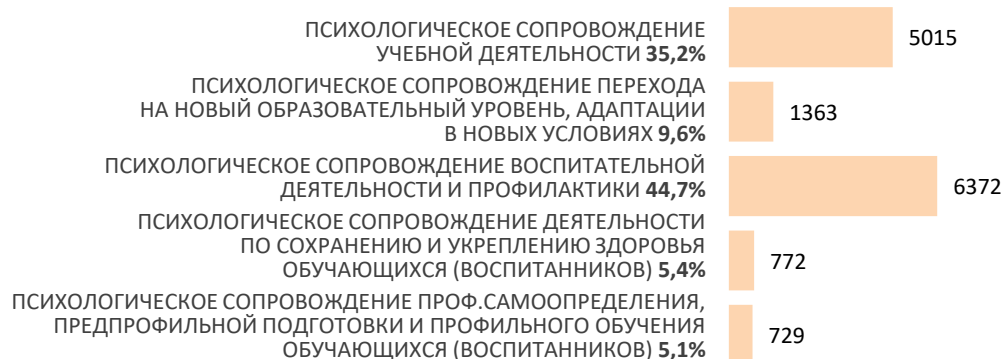 ПСИХОЛОГИЧЕСКОЕ СОПРОВОЖДЕНИЕ
УЧЕБНОЙ ДЕЯТЕЛЬНОСТИ 35,2%
5015
ПСИХОЛОГИЧЕСКОЕ СОПРОВОЖДЕНИЕ ПЕРЕХОДА
НА НОВЫЙ ОБРАЗОВАТЕЛЬНЫЙ УРОВЕНЬ, АДАПТАЦИИ
В НОВЫХ УСЛОВИЯХ 9,6%
1363
ПСИХОЛОГИЧЕСКОЕ СОПРОВОЖДЕНИЕ ВОСПИТАТЕЛЬНОЙ
ДЕЯТЕЛЬНОСТИ И ПРОФИЛАКТИКИ 44,7%
6372
ПСИХОЛОГИЧЕСКОЕ СОПРОВОЖДЕНИЕ ДЕЯТЕЛЬНОСТИ
ПО СОХРАНЕНИЮ И УКРЕПЛЕНИЮ ЗДОРОВЬЯ
ОБУЧАЮЩИХСЯ (ВОСПИТАННИКОВ) 5,4%
772
ПСИХОЛОГИЧЕСКОЕ СОПРОВОЖДЕНИЕ ПРОФ.САМООПРЕДЕЛЕНИЯ,
ПРЕДПРОФИЛЬНОЙ ПОДГОТОВКИ И ПРОФИЛЬНОГО ОБУЧЕНИЯ
ОБУЧАЮЩИХСЯ (ВОСПИТАННИКОВ) 5,1%
729